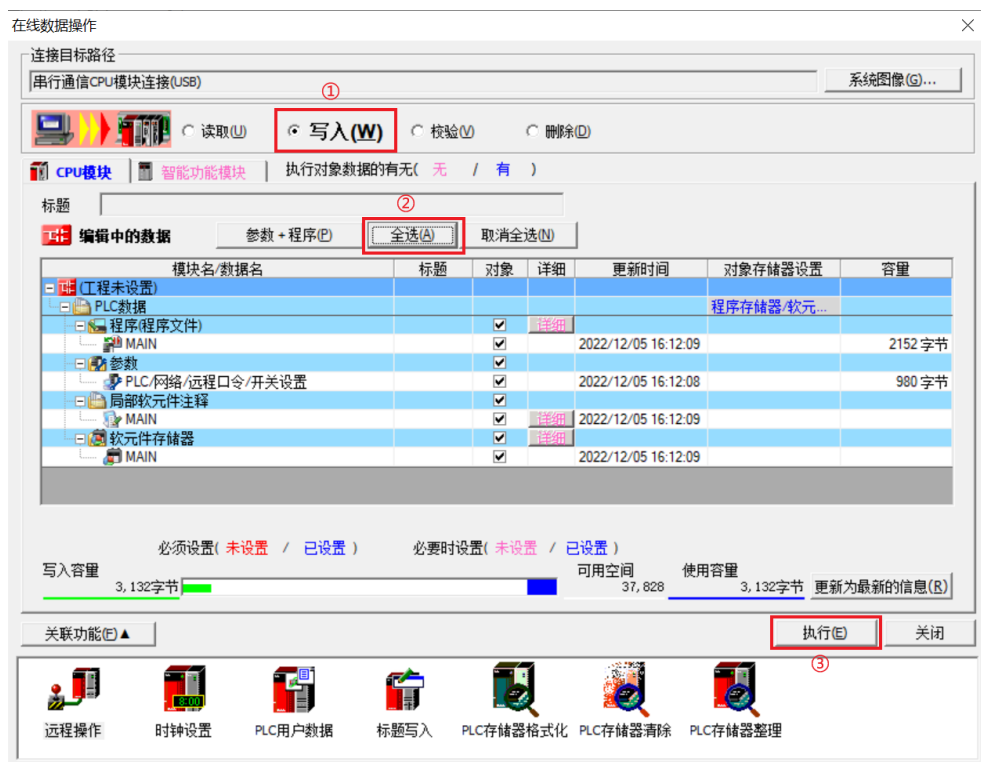 在线数据操作
连接目标路径
串行通信CPU模块连接(USB)
系统图像(G)...
①
读取(U)
写入(W)
校验(V)
删除(D)
CPU模块
智能功能模块
执行对象数据的有无( 无 / 有 )
标题
②
编辑中的数据
参数+程序(P)
全选(A)
取消全选(N)
模块名/数据名 标题 对象 详细 更新时间 对象存储器设置 容量
(工程未设置)
PLC数据 程序存储器/软元...
程序(程序文件) 详细
MAIN 2022/12/05 16:12:09 2152 字节
参数
PLC/网络/远程口令/开关设置 2022/12/05 16:12:08 980 字节
局部软元件注释
MAIN 详细 2022/12/05 16:12:09
软元件存储器 详细
MAIN 2022/12/05 16:12:09
必须设置( 未设置 / 已设置 ) 必要时设置( 未设置 / 已设置 )
写入容量 可用空间 使用容量
3,132字节 37,828 3,132字节 更新为最新的信息(R)
关联功能(F)▲ 执行(E) 关闭
③
8:00
远程操作 时钟设置 PLC用户数据 标题写入 PLC存储器格式化 PLC存储器清除 PLC存储器整理